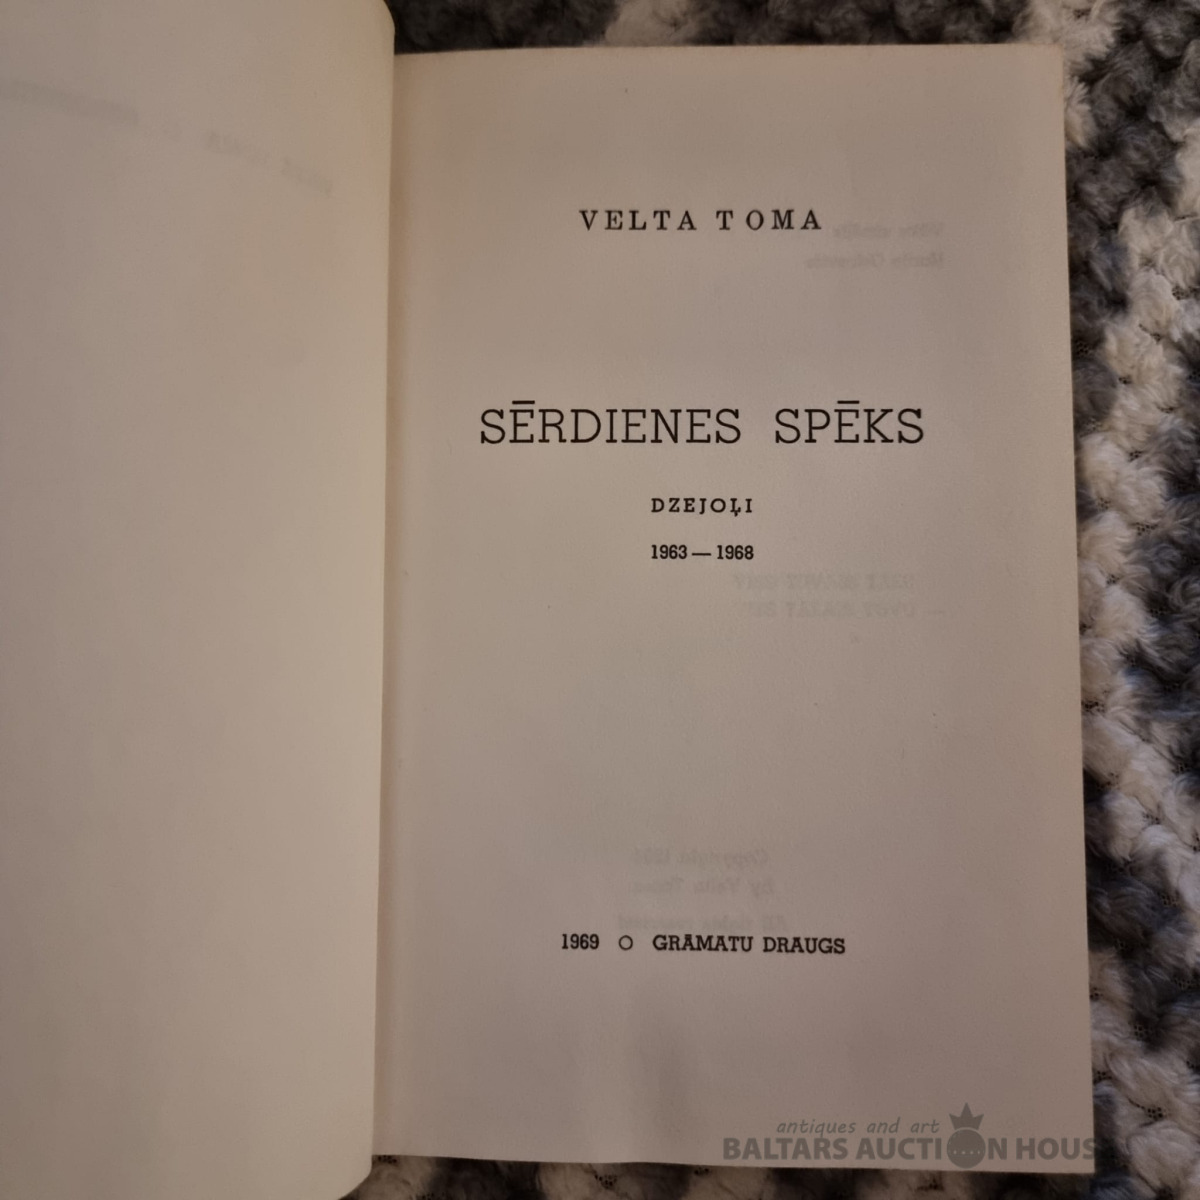 VELTA TOMA
SĒRDIENES SPĒKS
DZEJOĻI
1963 — 1968
1969 O GRĀMATU DRAUGS
antiques and art
BALTARS AUCTION HOUS